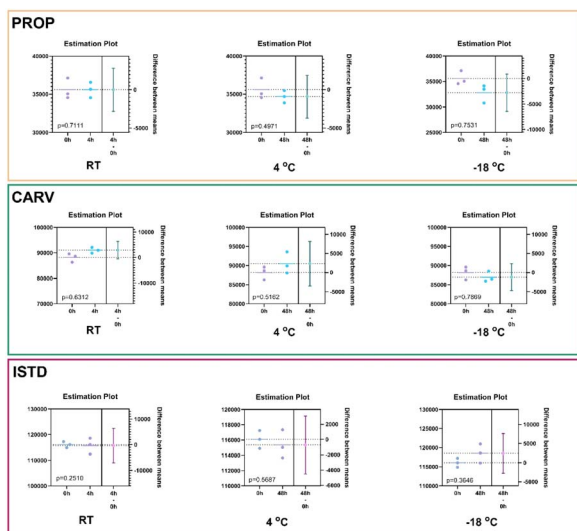 PROP
Estimation Plot
40000
35000
30000
p=0.7111
0h
4h
4h
-
0h
5000
0
-5000
Difference between means
RT
Estimation Plot
40000
35000
30000
p=0.4971
0h
48h
48h
-
0h
0
-5000
Difference between means
4 °C
Estimation Plot
40000
35000
30000
25000
p=0.7531
0h
48h
48h
-
0h
0
-5000
-10000
Difference between means
-18 °C
CARV
Estimation Plot
100000
90000
80000
70000
p=0.6312
0h
4h
4h
-
0h
10000
0
-10000
Difference between means
RT
Estimation Plot
100000
95000
90000
85000
80000
p=0.5162
0h
48h
48h
-
0h
10000
5000
0
-5000
Difference between means
4 °C
Estimation Plot
100000
95000
90000
85000
80000
p=0.7869
0h
48h
48h
-
0h
10000
5000
0
-5000
Difference between means
-18 °C
ISTD
Estimation Plot
130000
120000
110000
100000
p=0.2510
0h
4h
4h
-
0h
10000
0
-10000
Difference between means
RT
Estimation Plot
120000
118000
116000
114000
112000
110000
p=0.5687
0h
48h
48h
-
0h
2000
0
-2000
-4000
-6000
Difference between means
4 °C
Estimation Plot
130000
125000
120000
115000
110000
p=0.3646
0h
48h
48h
-
0h
10000
5000
0
-5000
Difference between means
-18 °C